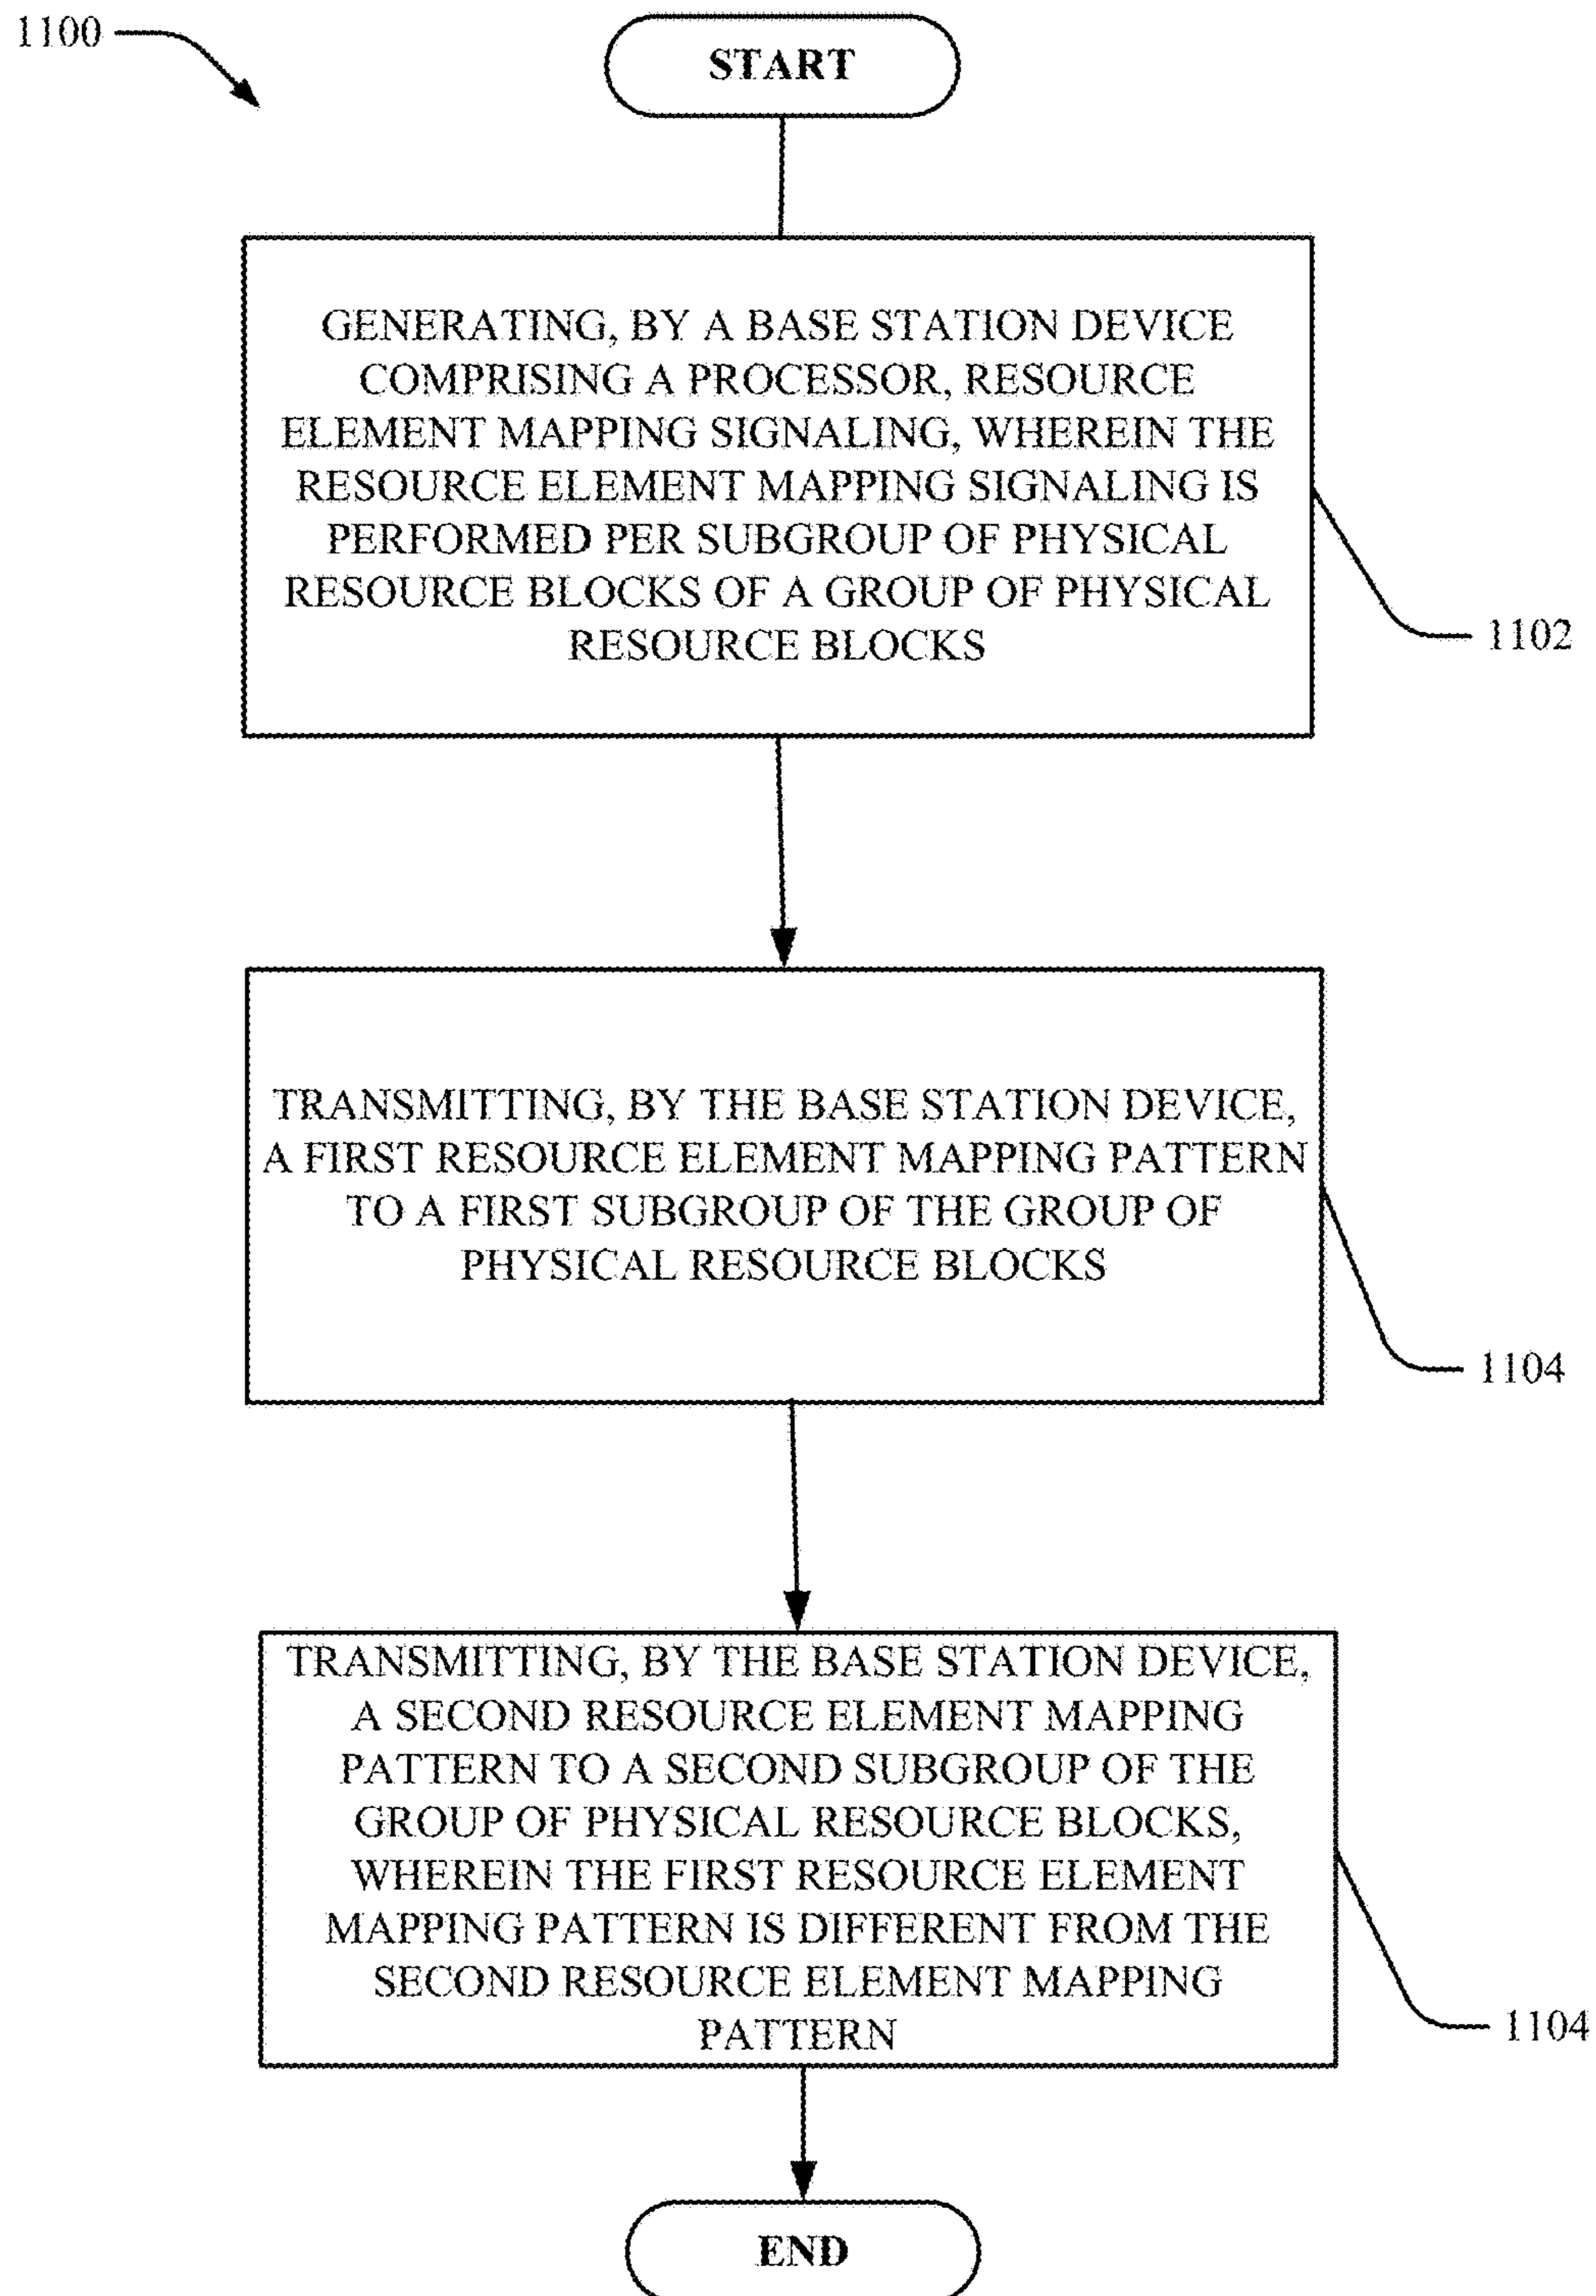 1100
START
GENERATING, BY A BASE STATION DEVICE
COMPRISING A PROCESSOR, RESOURCE
ELEMENT MAPPING SIGNALING, WHEREIN THE
RESOURCE ELEMENT MAPPING SIGNALING IS
PERFORMED PER SUBGROUP OF PHYSICAL
RESOURCE BLOCKS OF A GROUP OF PHYSICAL
RESOURCE BLOCKS
1102
TRANSMITTING, BY THE BASE STATION DEVICE,
A FIRST RESOURCE ELEMENT MAPPING PATTERN
TO A FIRST SUBGROUP OF THE GROUP OF
PHYSICAL RESOURCE BLOCKS
1104
TRANSMITTING, BY THE BASE STATION DEVICE,
A SECOND RESOURCE ELEMENT MAPPING
PATTERN TO A SECOND SUBGROUP OF THE
GROUP OF PHYSICAL RESOURCE BLOCKS,
WHEREIN THE FIRST RESOURCE ELEMENT
MAPPING PATTERN IS DIFFERENT FROM THE
SECOND RESOURCE ELEMENT MAPPING
PATTERN
1104
END